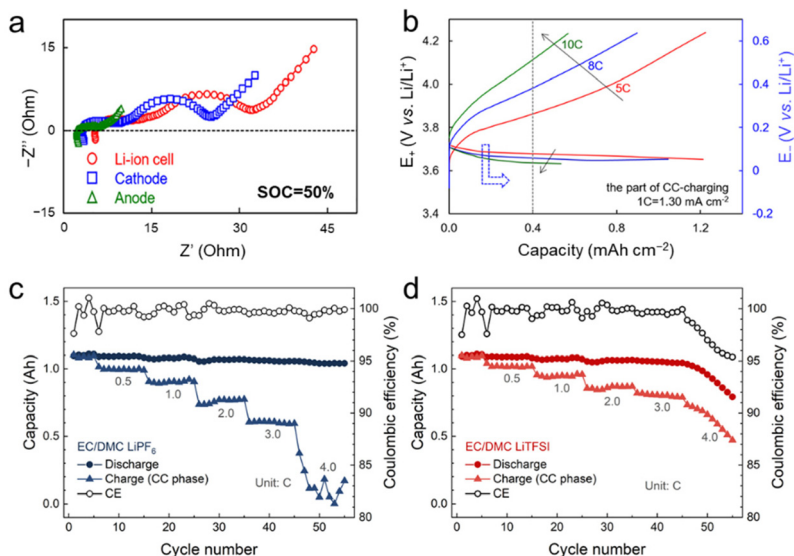 a
15
0
−15
−Z'' (Ohm)
Li-ion cell
Cathode
Anode
SOC=50%
0 15 30 45
Z' (Ohm)
b
4.2
3.9
3.6
3.4
E₊ (V vs. Li/Li⁺)
10C
8C
5C
0.6
0.4
0.2
0
−0.2
E₋ (V vs. Li/Li⁺)
the part of CC-charging
1C=1.30 mA cm⁻²
0.0 0.4 0.8 1.2
Capacity (mAh cm⁻²)
c
1.5
1.0
0.5
0.0
Capacity (Ah)
0.5
1.0
2.0
3.0
4.0
EC/DMC LiPF₆
Discharge
Charge (CC phase)
CE
Unit: C
100
95
90
85
80
Coulombic efficiency (%)
0 10 20 30 40 50
Cycle number
d
1.5
1.0
0.5
0.0
Capacity (Ah)
0.5
1.0
2.0
3.0
4.0
EC/DMC LiTFSI
Discharge
Charge (CC phase)
CE
Unit: C
100
95
90
85
80
Coulombic efficiency (%)
0 10 20 30 40 50
Cycle number